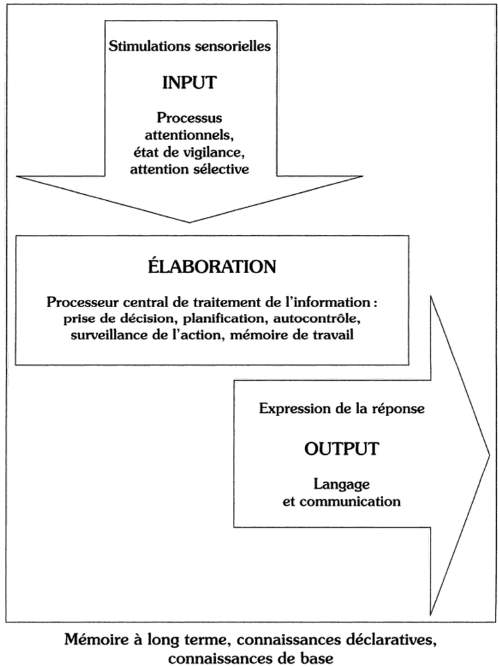 Stimulations sensorielles
INPUT
Processus
attentionnels,
état de vigilance,
attention sélective
ÉLABORATION
Processeur central de traitement de l'information :
prise de décision, planification, autocontrôle,
surveillance de l'action, mémoire de travail
Expression de la réponse
OUTPUT
Langage
et communication
Mémoire à long terme, connaissances déclaratives,
connaissances de base